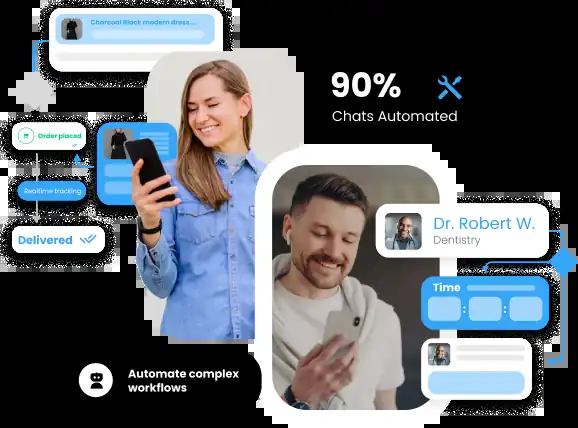 Charcoal Black modern dress....
90%
Chats Automated
Order placed
Realtime tracking
Delivered
Dr. Robert W.
Dentistry
Time
Automate complex
workflows